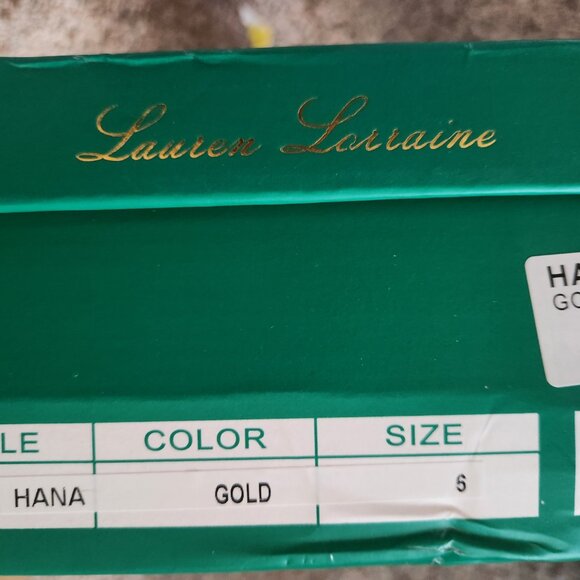 Lauren Lorraine
HA
GO
LE COLOR SIZE
HANA GOLD 6